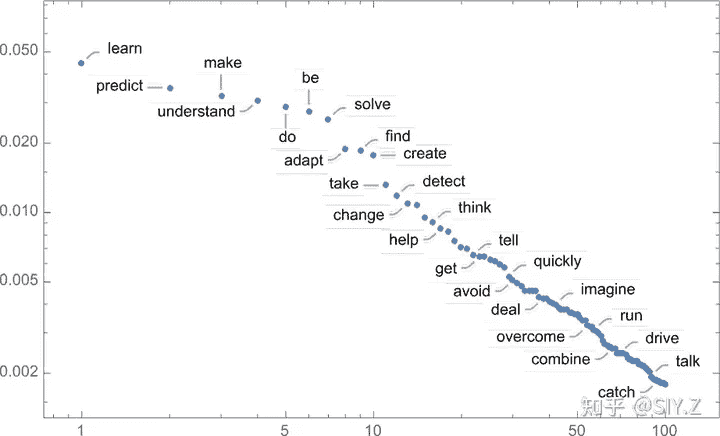 0.050
learn
make
be
predict
understand
solve
do
0.020
find
adapt
create
take
detect
0.010
change
think
help
tell
get
quickly
0.005
avoid
imagine
deal
run
overcome
drive
combine
0.002
talk
catch
知乎 @SIY.Z
1
5
10
50
100